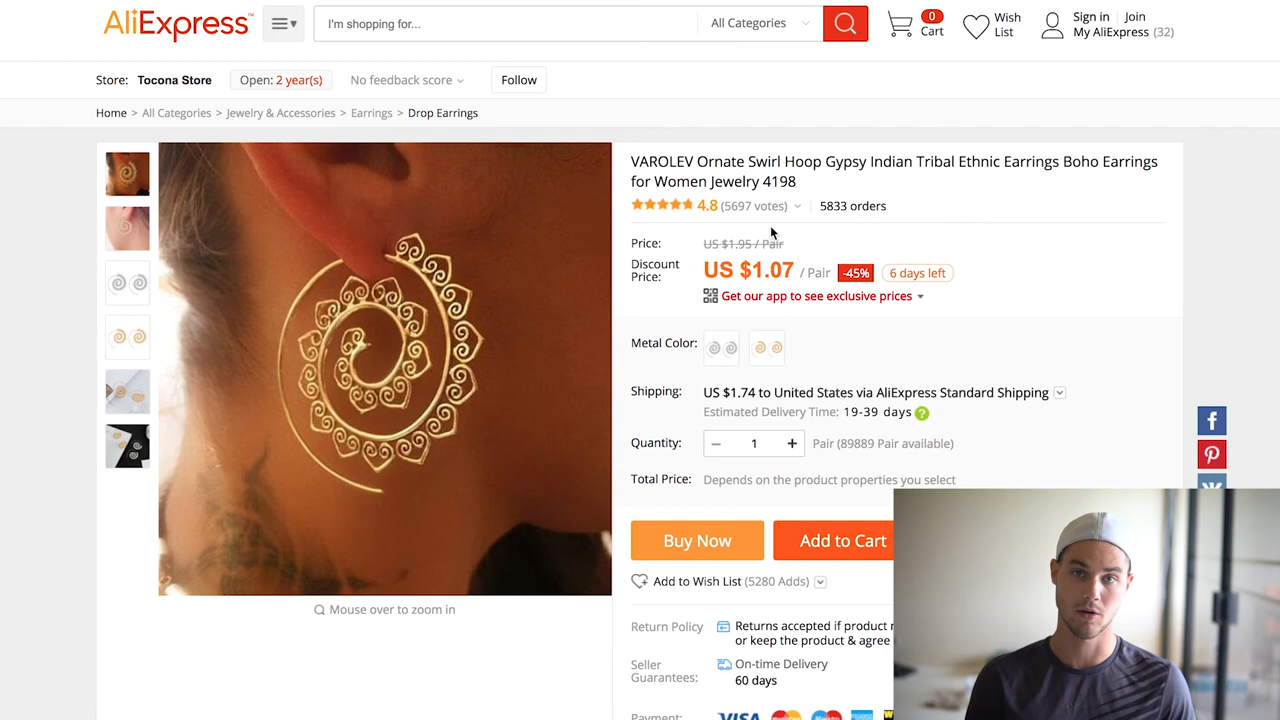 AliExpress™
I'm shopping for...
All Categories
0
Cart
Wish
List
Sign in | Join
My AliExpress (32)
Store: Tocona Store
Open: 2 year(s)
No feedback score
Follow
Home > All Categories > Jewelry & Accessories > Earrings > Drop Earrings
VAROLEV Ornate Swirl Hoop Gypsy Indian Tribal Ethnic Earrings Boho Earrings
for Women Jewelry 4198
4.8 (5697 votes) 5833 orders
Price: US $1.95 / Pair
Discount
Price:
US $1.07 / Pair -45% 6 days left
Get our app to see exclusive prices
Metal Color:
Shipping: US $1.74 to United States via AliExpress Standard Shipping
Estimated Delivery Time: 19-39 days ?
Quantity: − 1 + Pair (89889 Pair available)
Total Price: Depends on the product properties you select
Buy Now
Add to Cart
Add to Wish List (5280 Adds)
Mouse over to zoom in
Return Policy
Returns accepted if product
or keep the product & agree
Seller
Guarantees:
On-time Delivery
60 days
Payment: VISA